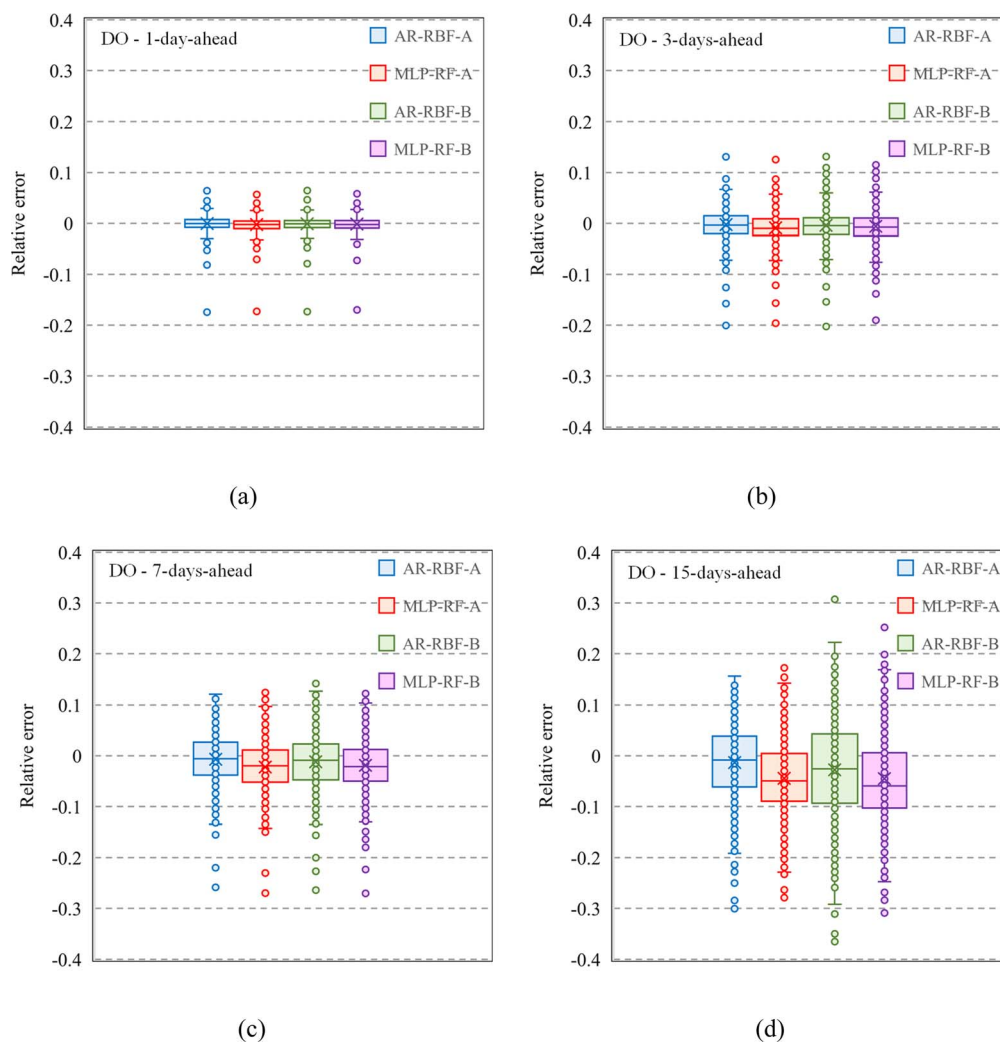 DO - 1-day-ahead
AR-RBF-A
MLP-RF-A
AR-RBF-B
MLP-RF-B
Relative error
0.4
0.3
0.2
0.1
0
-0.1
-0.2
-0.3
-0.4
(a)
DO - 3-days-ahead
AR-RBF-A
MLP-RF-A
AR-RBF-B
MLP-RF-B
Relative error
0.4
0.3
0.2
0.1
0
-0.1
-0.2
-0.3
-0.4
(b)
DO - 7-days-ahead
AR-RBF-A
MLP-RF-A
AR-RBF-B
MLP-RF-B
Relative error
0.4
0.3
0.2
0.1
0
-0.1
-0.2
-0.3
-0.4
(c)
DO - 15-days-ahead
AR-RBF-A
MLP-RF-A
AR-RBF-B
MLP-RF-B
Relative error
0.4
0.3
0.2
0.1
0
-0.1
-0.2
-0.3
-0.4
(d)